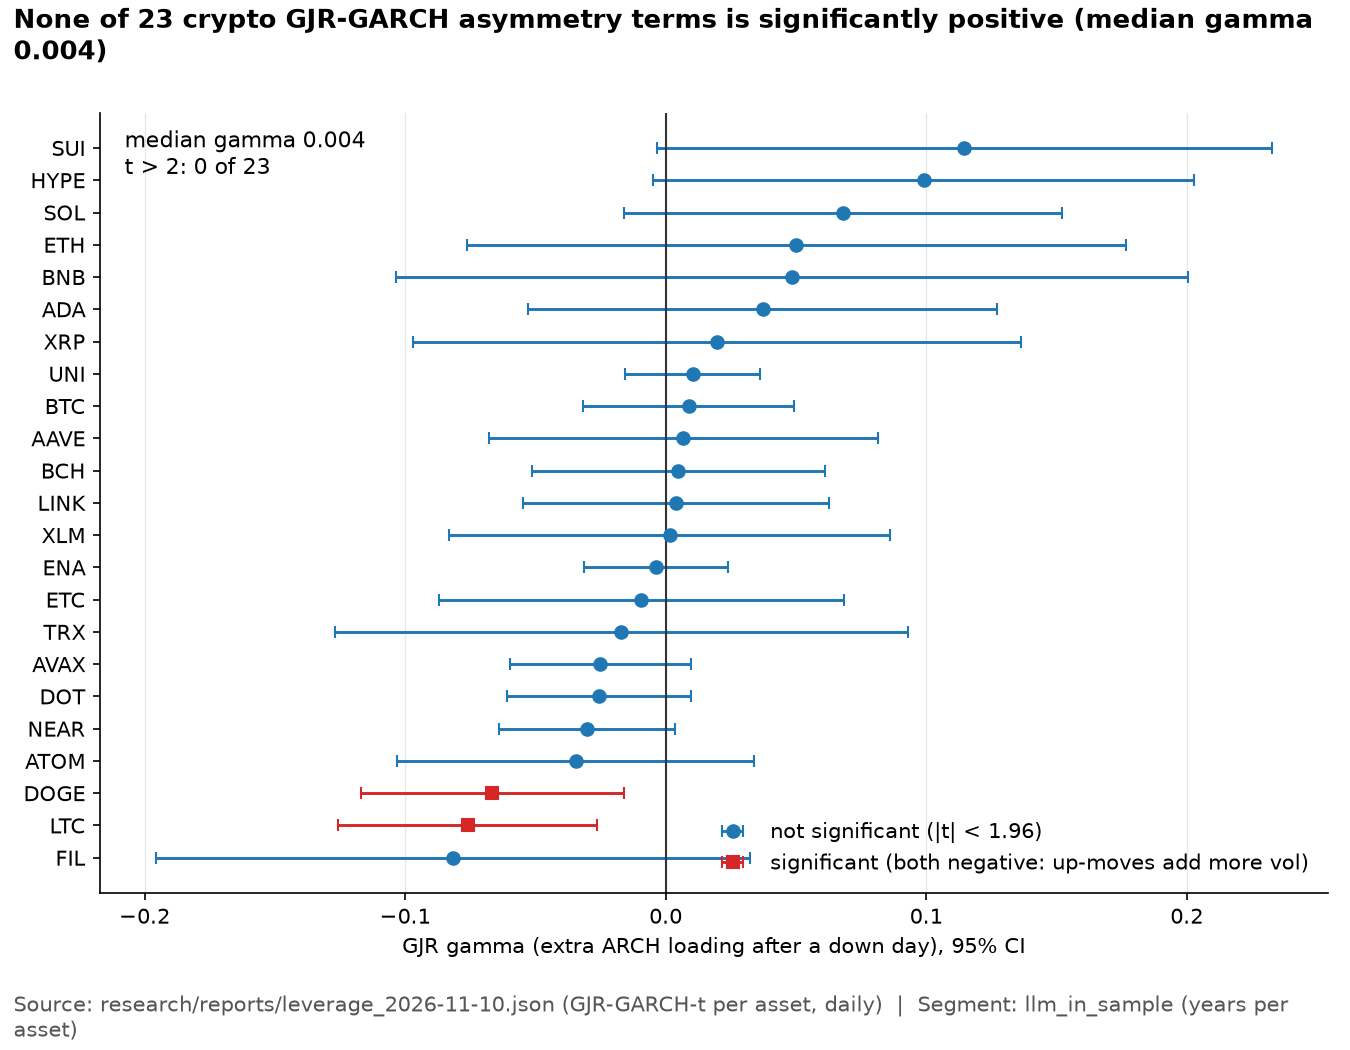 None of 23 crypto GJR-GARCH asymmetry terms is significantly positive (median gamma
0.004)
median gamma 0.004
t > 2: 0 of 23
SUI
HYPE
SOL
ETH
BNB
ADA
XRP
UNI
BTC
AAVE
BCH
LINK
XLM
ENA
ETC
TRX
AVAX
DOT
NEAR
ATOM
DOGE
LTC
FIL
not significant (|t| < 1.96)
significant (both negative: up-moves add more vol)
−0.2 −0.1 0.0 0.1 0.2
GJR gamma (extra ARCH loading after a down day), 95% CI
Source: research/reports/leverage_2026-11-10.json (GJR-GARCH-t per asset, daily) | Segment: llm_in_sample (years per
asset)